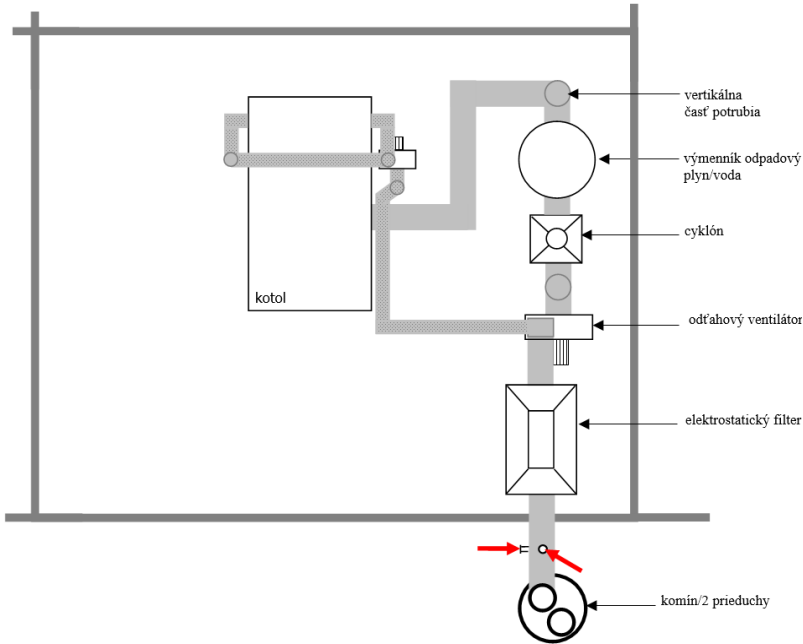 vertikálna
časť potrubia
výmenník odpadový
plyn/voda
cyklón
kotol
odťahový ventilátor
elektrostatický filter
komín/2 prieduchy